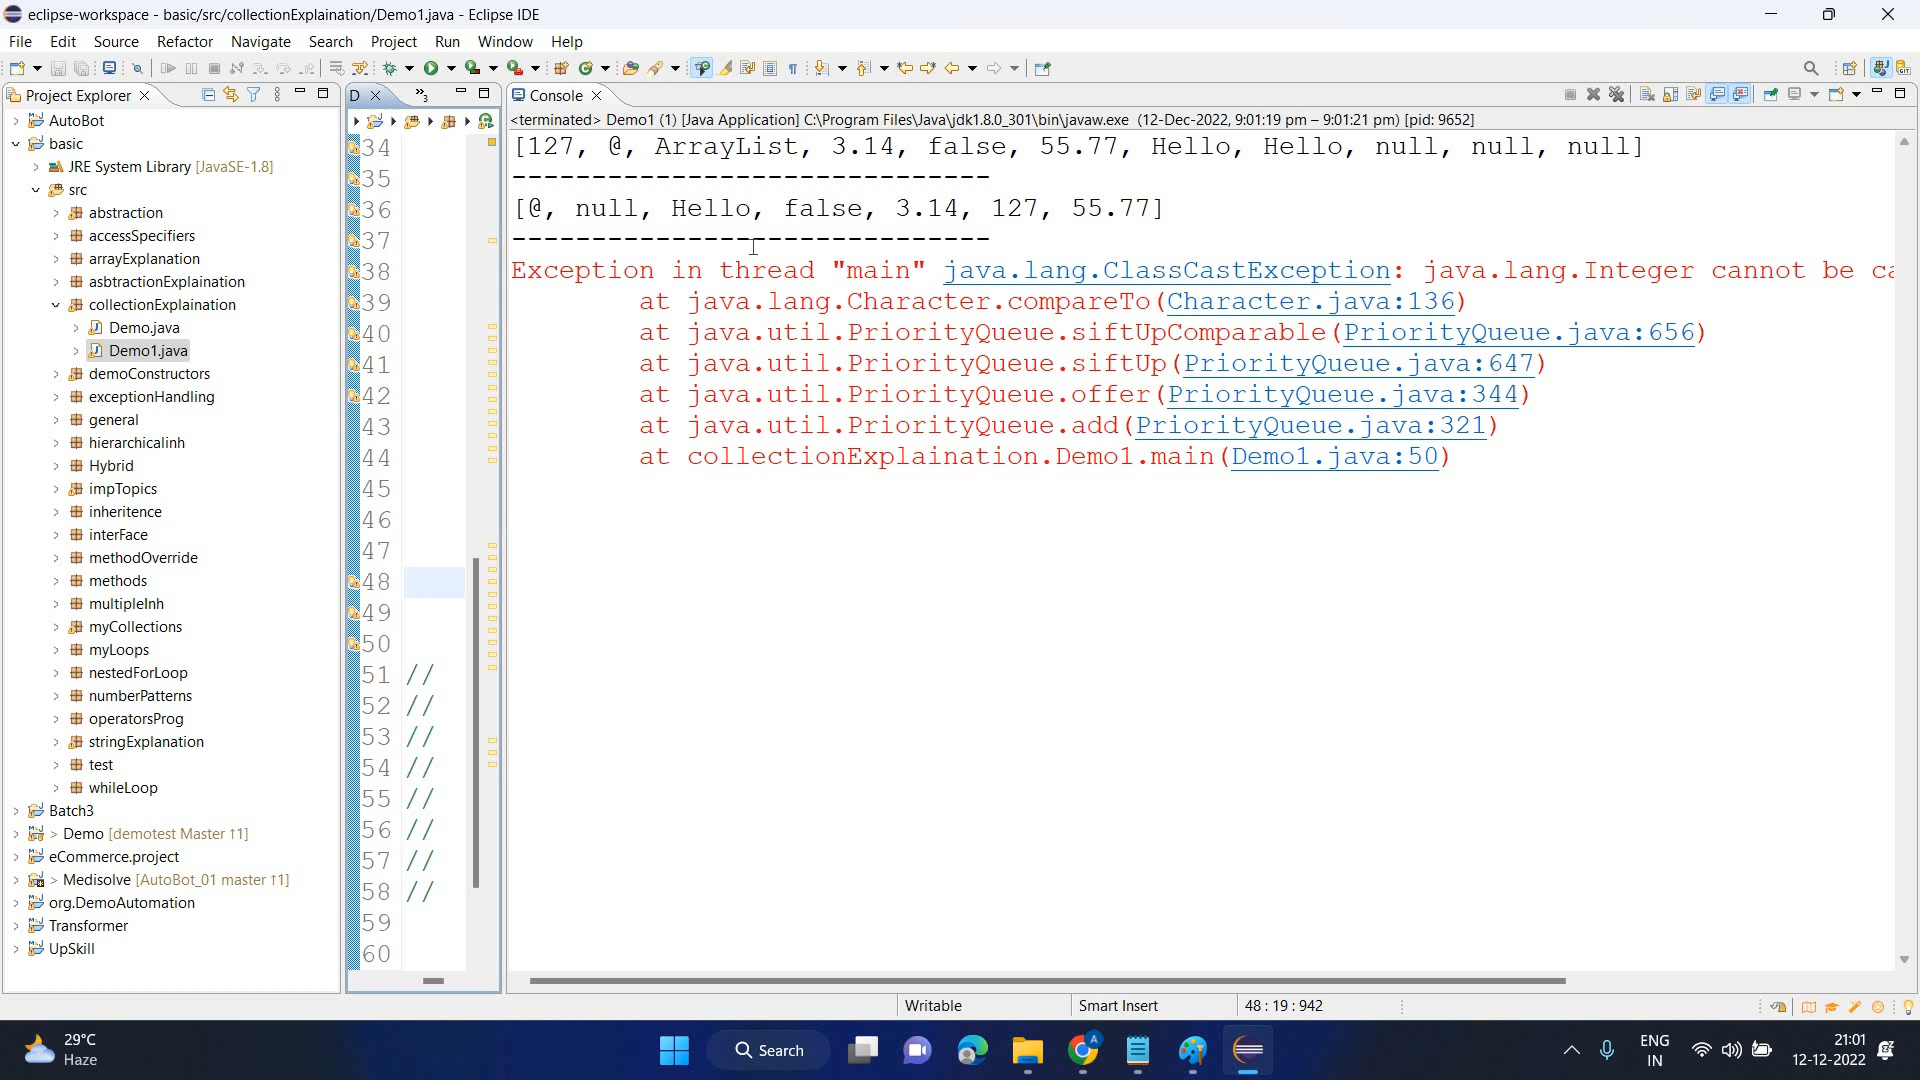 eclipse-workspace - basic/src/collectionExplaination/Demo1.java - Eclipse IDE
File Edit Source Refactor Navigate Search Project Run Window Help
Project Explorer
AutoBot
basic
JRE System Library [JavaSE-1.8]
src
abstraction
accessSpecifiers
arrayExplanation
asbtractionExplaination
collectionExplaination
Demo.java
Demo1.java
demoConstructors
exceptionHandling
general
hierarchicalinh
Hybrid
impTopics
inheritence
interFace
methodOverride
methods
multipleInh
myCollections
myLoops
nestedForLoop
numberPatterns
operatorsProg
stringExplanation
test
whileLoop
Batch3
> Demo [demotest Master ↑1]
eCommerce.project
> Medisolve [AutoBot_01 master ↑1]
org.DemoAutomation
Transformer
UpSkill
D
»3
34
35
36
37
38
39
40
41
42
43
44
45
46
47
48
49
50
51 //
52 //
53 //
54 //
55 //
56 //
57 //
58 //
59
60
Console
<terminated> Demo1 (1) [Java Application] C:\Program Files\Java\jdk1.8.0_301\bin\javaw.exe (12-Dec-2022, 9:01:19 pm – 9:01:21 pm) [pid: 9652]
[127, @, ArrayList, 3.14, false, 55.77, Hello, Hello, null, null, null]
------------------------------
[@, null, Hello, false, 3.14, 127, 55.77]
------------------------------
Exception in thread "main" java.lang.ClassCastException: java.lang.Integer cannot be ca
at java.lang.Character.compareTo(Character.java:136)
at java.util.PriorityQueue.siftUpComparable(PriorityQueue.java:656)
at java.util.PriorityQueue.siftUp(PriorityQueue.java:647)
at java.util.PriorityQueue.offer(PriorityQueue.java:344)
at java.util.PriorityQueue.add(PriorityQueue.java:321)
at collectionExplaination.Demo1.main(Demo1.java:50)
Writable Smart Insert 48 : 19 : 942
29°C
Haze
Search
ENG
IN
21:01
12-12-2022